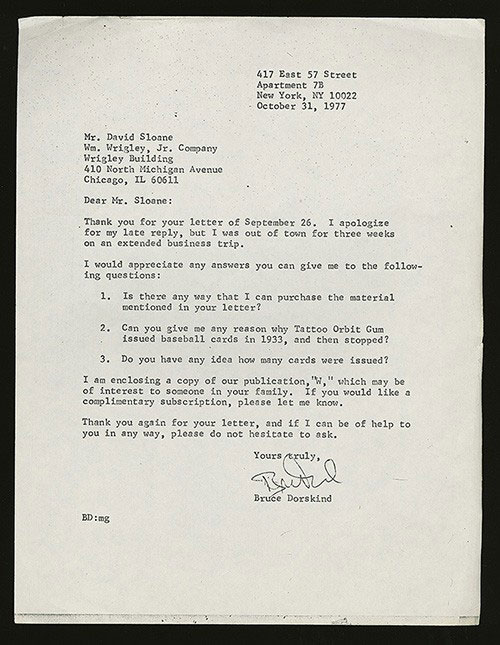 417 East 57 Street
Apartment 7B
New York, NY 10022
October 31, 1977
Mr. David Sloane
Wm. Wrigley, Jr. Company
Wrigley Building
410 North Michigan Avenue
Chicago, IL 60611
Dear Mr. Sloane:
Thank you for your letter of September 26. I apologize
for my late reply, but I was out of town for three weeks
on an extended business trip.
I would appreciate any answers you can give me to the follow-
ing questions:
1. Is there any way that I can purchase the material
mentioned in your letter?
2. Can you give me any reason why Tattoo Orbit Gum
issued baseball cards in 1933, and then stopped?
3. Do you have any idea how many cards were issued?
I am enclosing a copy of our publication,"W," which may be
of interest to someone in your family. If you would like a
complimentary subscription, please let me know.
Thank you again for your letter, and if I can be of help to
you in any way, please do not hesitate to ask.
Yours truly,
Bruce Dorskind
BD:mg